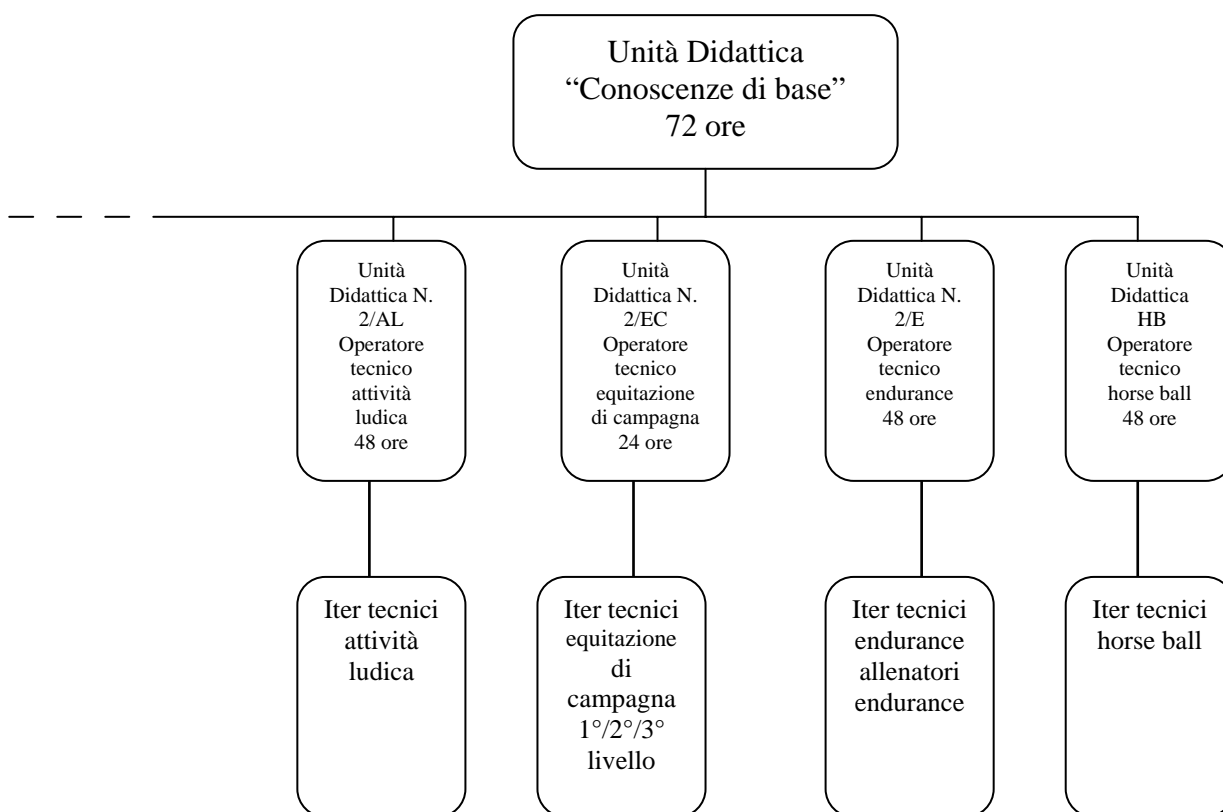 Unità Didattica
“Conoscenze di base”
72 ore
Unità
Didattica N.
2/AL
Operatore
tecnico
attività
ludica
48 ore
Unità
Didattica N.
2/EC
Operatore
tecnico
equitazione
di campagna
24 ore
Unità
Didattica N.
2/E
Operatore
tecnico
endurance
48 ore
Unità
Didattica
HB
Operatore
tecnico
horse ball
48 ore
Iter tecnici
attività
ludica
Iter tecnici
equitazione
di
campagna
1°/2°/3°
livello
Iter tecnici
endurance
allenatori
endurance
Iter tecnici
horse ball